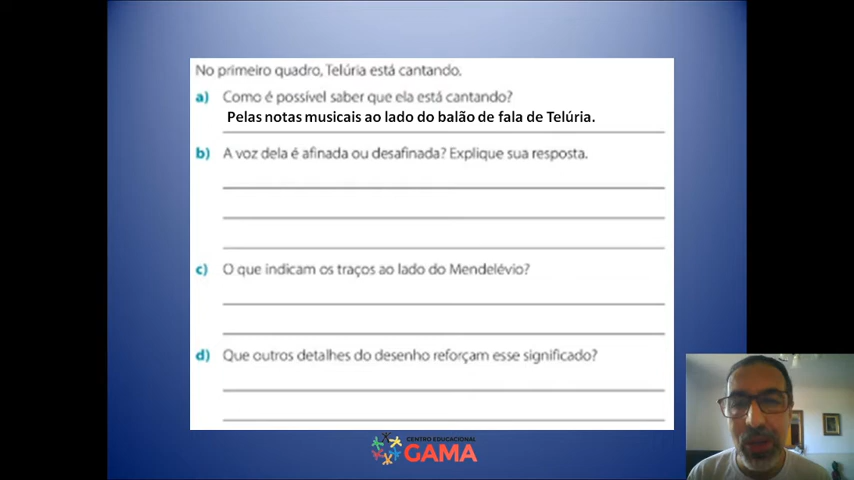 No primeiro quadro, Telúria está cantando.
a) Como é possível saber que ela está cantando?
Pelas notas musicais ao lado do balão de fala de Telúria.
b) A voz dela é afinada ou desafinada? Explique sua resposta.
c) O que indicam os traços ao lado do Mendelévio?
d) Que outros detalhes do desenho reforçam esse significado?
CENTRO EDUCACIONAL
GAMA